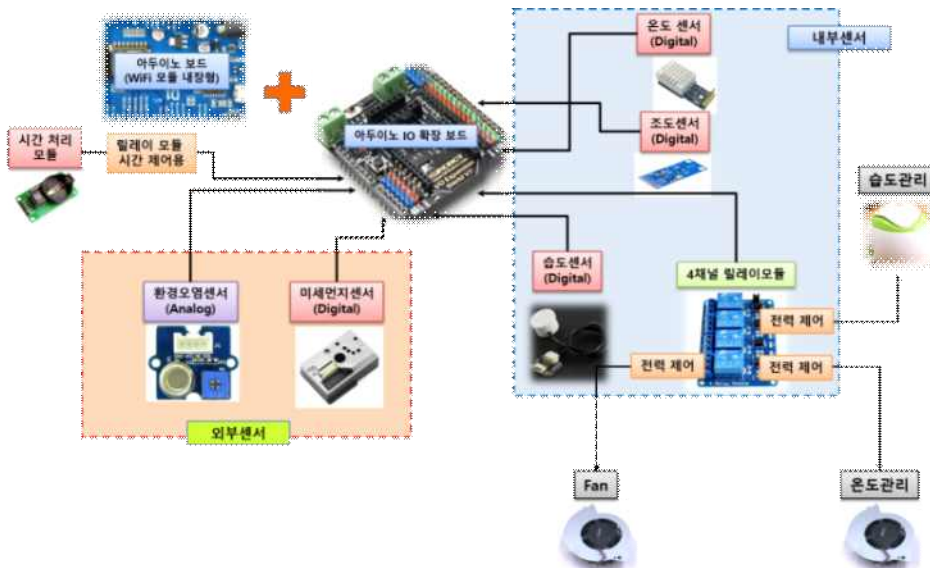 아두이노 보드
(WiFi 모듈 내장형)
아두이노 IO 확장 보드
시간 처리
모듈
릴레이 모듈
시간 제어용
온도 센서
(Digital)
내부센서
조도센서
(Digital)
습도관리
환경오염센서
(Analog)
미세먼지센서
(Digital)
습도센서
(Digital)
4채널 릴레이모듈
전력 제어
전력 제어
전력 제어
외부센서
Fan
온도관리